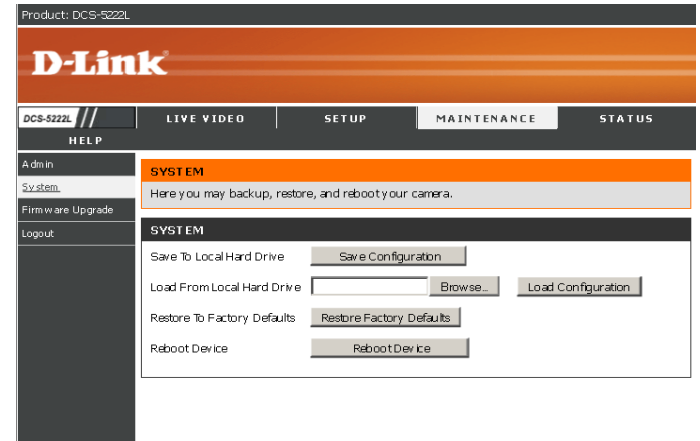 Product: DCS-5222L
D-Link
DCS-5222L
LIVE VIDEO
SETUP
MAINTENANCE
STATUS
HELP
Admin
System
Firmware Upgrade
Logout
SYSTEM
Here you may backup, restore, and reboot your camera.
SYSTEM
Save To Local Hard Drive
Save Configuration
Load From Local Hard Drive
Browse...
Load Configuration
Restore To Factory Defaults
Restore Factory Defaults
Reboot Device
Reboot Device